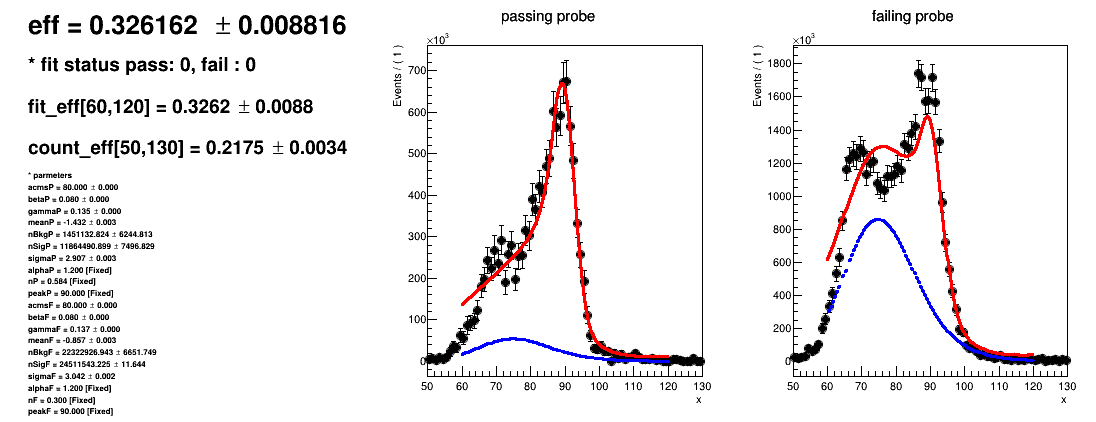 eff = 0.326162 ± 0.008816
* fit status pass: 0, fail : 0
fit_eff[60,120] = 0.3262 ± 0.0088
count_eff[50,130] = 0.2175 ± 0.0034
* parmeters
acmsP = 80.000 ± 0.000
betaP = 0.080 ± 0.000
gammaP = 0.135 ± 0.000
meanP = -1.432 ± 0.003
nBkgP = 1451132.824 ± 6244.813
nSigP = 11864490.899 ± 7496.829
sigmaP = 2.907 ± 0.003
alphaP = 1.200 [Fixed]
nP = 0.584 [Fixed]
peakP = 90.000 [Fixed]
acmsF = 80.000 ± 0.000
betaF = 0.080 ± 0.000
gammaF = 0.137 ± 0.000
meanF = -0.857 ± 0.003
nBkgF = 22322926.943 ± 6651.749
nSigF = 24511543.225 ± 11.644
sigmaF = 3.042 ± 0.002
alphaF = 1.200 [Fixed]
nF = 0.300 [Fixed]
peakF = 90.000 [Fixed]
passing probe
×10³
Events / ( 1 )
700
600
500
400
300
200
100
0
50 60 70 80 90 100 110 120 130
x
failing probe
×10³
Events / ( 1 )
1800
1600
1400
1200
1000
800
600
400
200
0
50 60 70 80 90 100 110 120 130
x